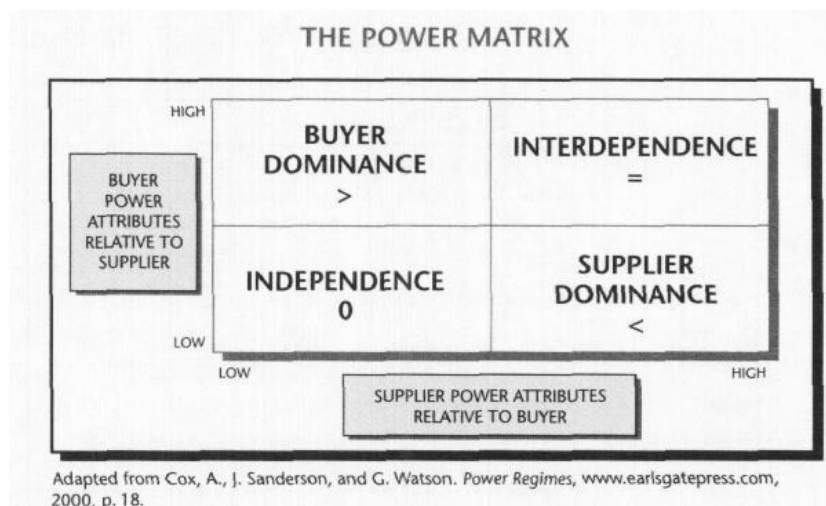 THE POWER MATRIX
HIGH
BUYER
DOMINANCE
>
INTERDEPENDENCE
=
BUYER
POWER
ATTRIBUTES
RELATIVE TO
SUPPLIER
INDEPENDENCE
0
SUPPLIER
DOMINANCE
<
LOW
LOW
HIGH
SUPPLIER POWER ATTRIBUTES
RELATIVE TO BUYER
Adapted from Cox, A., J. Sanderson, and G. Watson. Power Regimes, www.earlsgatepress.com,
2000, p. 18.